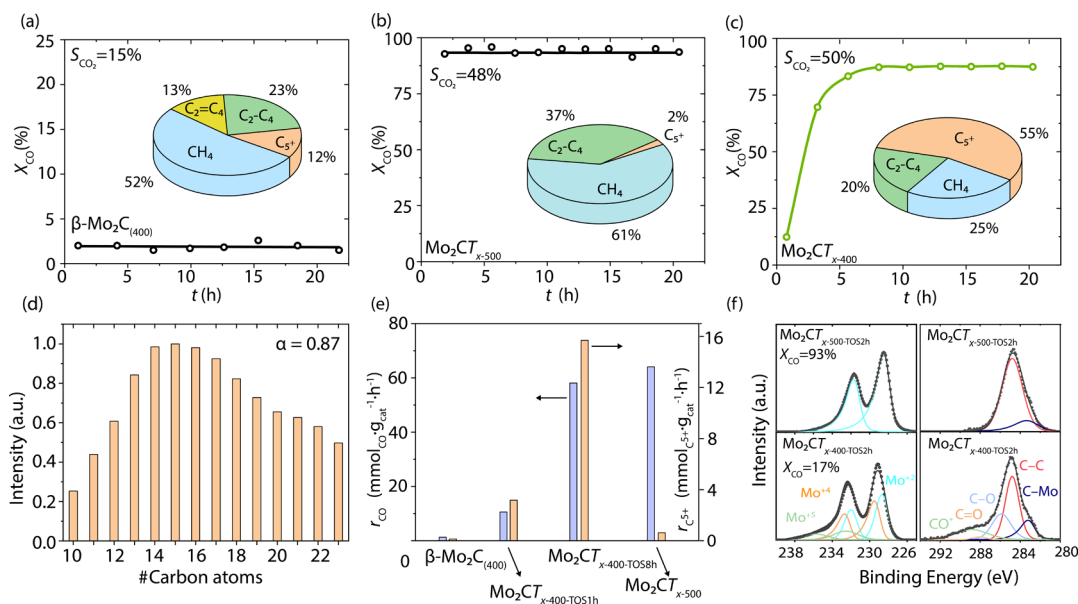 (a)
25
20
15
10
5
0
X_CO(%)
S_CO₂=15%
13%
23%
C₂=C₄
C₂-C₄
C₅⁺
12%
CH₄
52%
β-Mo₂C₍₄₀₀₎
0 5 10 15 20
t (h)
(b)
100
75
50
25
0
X_CO(%)
S_CO₂=48%
37%
2%
C₅⁺
C₂-C₄
CH₄
61%
Mo₂CTₓ₋₅₀₀
0 5 10 15 20
t (h)
(c)
100
75
50
25
0
X_CO(%)
S_CO₂=50%
55%
C₅⁺
C₂-C₄
CH₄
20%
25%
Mo₂CTₓ₋₄₀₀
0 5 10 15 20
t (h)
(d)
α = 0.87
1.0
0.8
0.6
0.4
0.2
0.0
Intensity (a.u.)
10 12 14 16 18 20 22
#Carbon atoms
(e)
80
60
40
20
0
r_CO (mmol_CO·g_cat⁻¹·h⁻¹)
16
12
8
4
0
r_C5+ (mmol_C5+·g_cat⁻¹·h⁻¹)
β-Mo₂C₍₄₀₀₎
Mo₂CTₓ₋₄₀₀₋TOS8h
Mo₂CTₓ₋₄₀₀₋TOS1h
Mo₂CTₓ₋₅₀₀
(f)
Mo₂CTₓ₋₅₀₀₋TOS2h
X_CO=93%
Mo₂CTₓ₋₅₀₀₋TOS2h
Mo₂CTₓ₋₄₀₀₋TOS2h
X_CO=17%
Mo⁺²
Mo⁺⁴
Mo⁺⁵
Mo₂CTₓ₋₄₀₀₋TOS2h
C–C
C–Mo
C–O
C=O
CO*
Intensity (a.u.)
238 234 230 226
292 288 284 280
Binding Energy (eV)